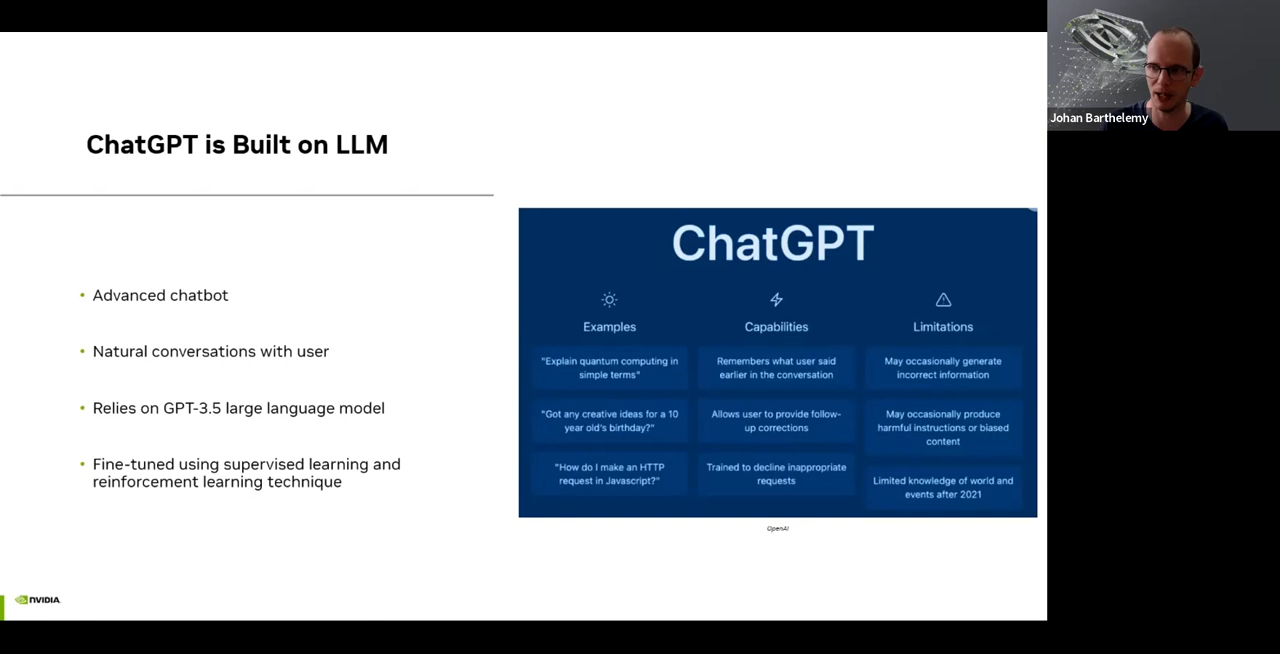 ChatGPT is Built on LLM
• Advanced chatbot
• Natural conversations with user
• Relies on GPT-3.5 large language model
• Fine-tuned using supervised learning and
reinforcement learning technique
ChatGPT
Examples
"Explain quantum computing in
simple terms"
"Got any creative ideas for a 10
year old's birthday?"
"How do I make an HTTP
request in Javascript?"
Capabilities
Remembers what user said
earlier in the conversation
Allows user to provide follow-
up corrections
Trained to decline inappropriate
requests
Limitations
May occasionally generate
incorrect information
May occasionally produce
harmful instructions or biased
content
Limited knowledge of world and
events after 2021
OpenAI
NVIDIA.
Johan Barthelemy